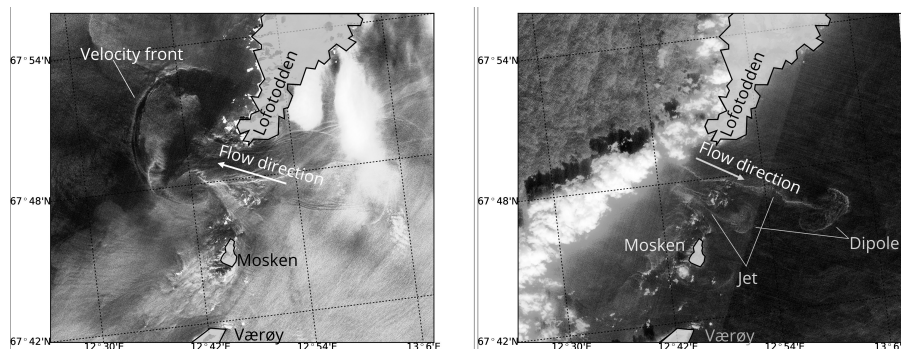 67°54'N
67°48'N
67°42'N
Velocity front
Lofotodden
Flow direction
Mosken
Værøy
12°30'E
12°42'E
12°54'E
13°6'E
67°54'N
67°48'N
67°42'N
Lofotodden
Flow direction
Mosken
Dipole
Jet
Værøy
12°30'E
12°42'E
12°54'E